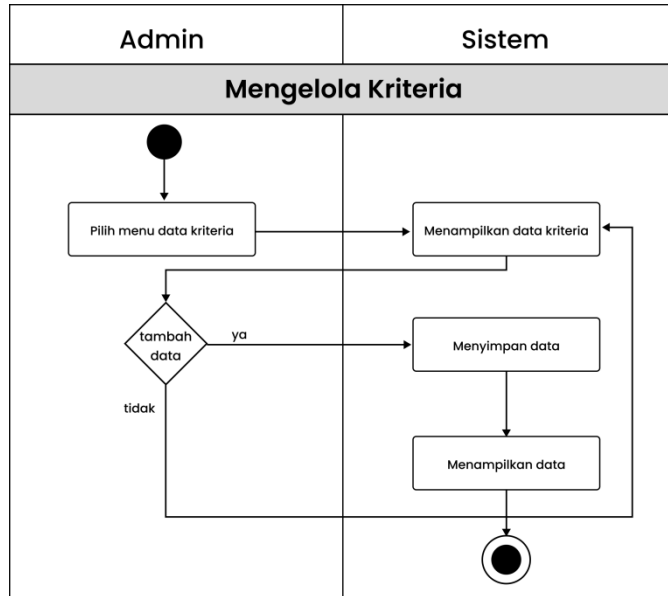 Admin
Sistem
Mengelola Kriteria
Pilih menu data kriteria
Menampilkan data kriteria
tambah
data
ya
Menyimpan data
tidak
Menampilkan data